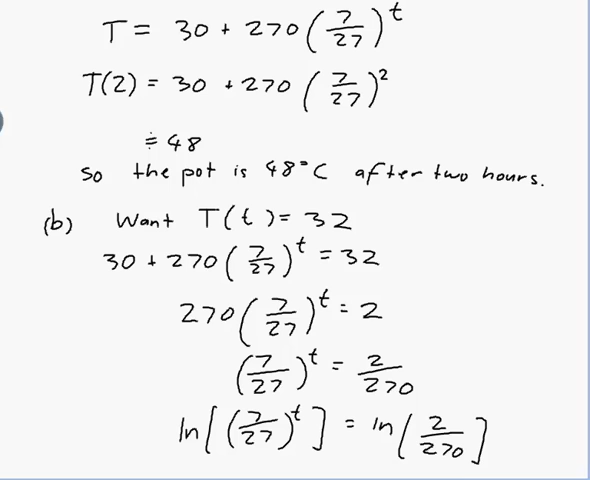 T = 30 + 270 (7/27)^t
T(2) = 30 + 270 (7/27)^2
≑ 48
So the pot is 48°C after two hours.
(b) Want T(t) = 32
30 + 270 (7/27)^t = 32
270 (7/27)^t = 2
(7/27)^t = 2/270
ln[(7/27)^t] = ln(2/270]